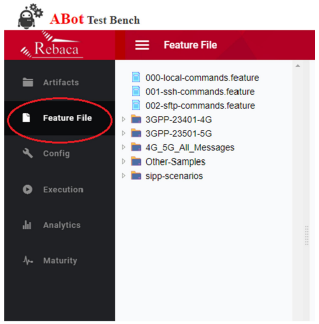 ABot Test Bench
Rebaca
Feature File
Artifacts
Feature File
Config
Execution
Analytics
Maturity
000-local-commands.feature
001-ssh-commands.feature
002-sftp-commands.feature
3GPP-23401-4G
3GPP-23501-5G
4G_5G_All_Messages
Other-Samples
sipp-scenarios